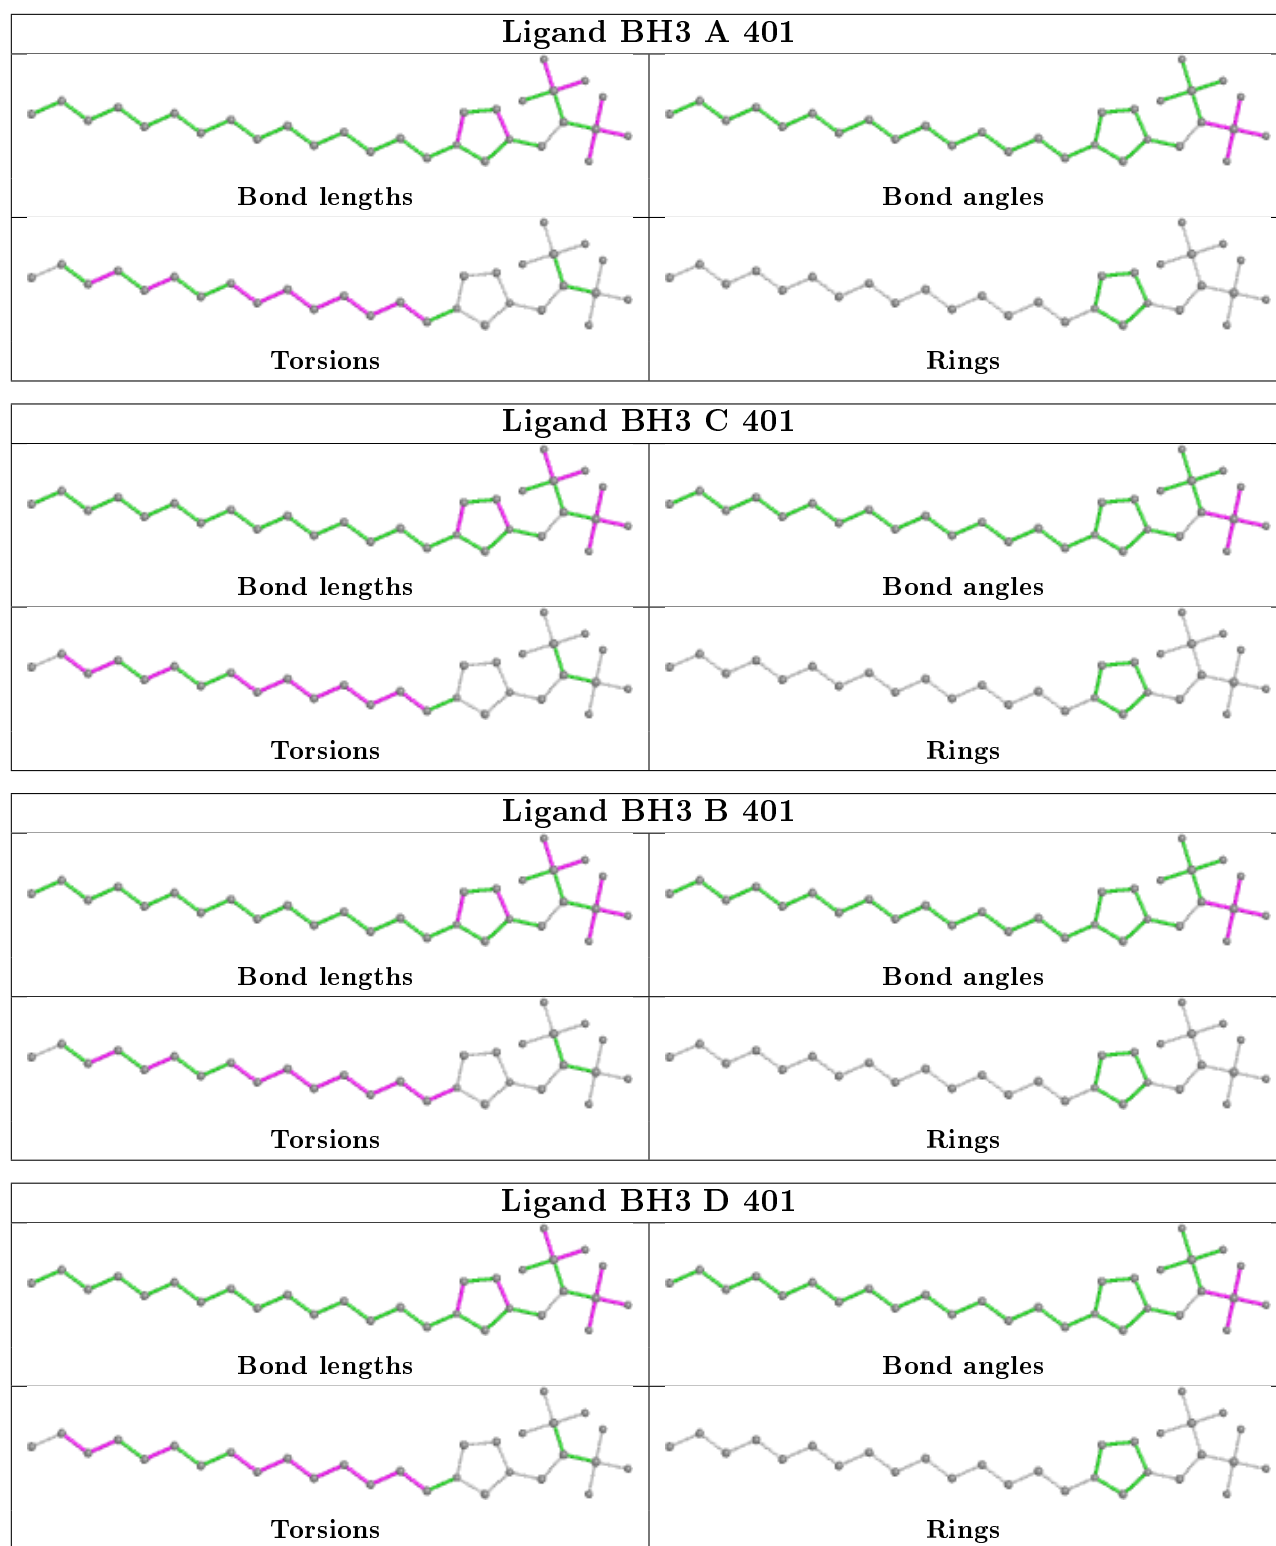 Ligand BH3 A 401
Bond lengths
Bond angles
Torsions
Rings
Ligand BH3 C 401
Bond lengths
Bond angles
Torsions
Rings
Ligand BH3 B 401
Bond lengths
Bond angles
Torsions
Rings
Ligand BH3 D 401
Bond lengths
Bond angles
Torsions
Rings